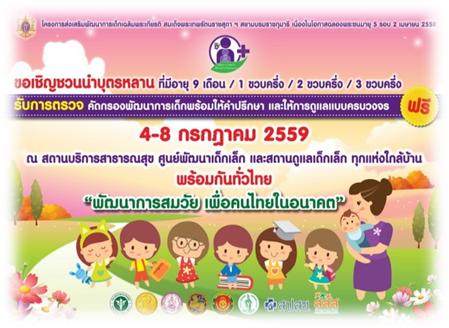 โครงการส่งเสริมพัฒนาการเด็กเฉลิมพระเกียรติ สมเด็จพระเทพรัตนราชสุดา ฯ สยามบรมราชกุมารี เนื่องในโอกาสฉลองพระชนมายุ 5 รอบ 2 เมษายน 2558
ขอเชิญชวนนำบุตรหลาน ที่มีอายุ 9 เดือน / 1 ขวบครึ่ง / 2 ขวบครึ่ง / 3 ขวบครึ่ง
รับการตรวจ คัดกรองพัฒนาการเด็กพร้อมให้คำปรึกษา และให้การดูแลแบบครบวงจร ฟรี
4-8 กรกฎาคม 2559
ณ สถานบริการสาธารณสุข ศูนย์พัฒนาเด็กเล็ก และสถานดูแลเด็กเล็ก ทุกแห่งใกล้บ้าน
พร้อมกันทั่วไทย
“พัฒนาการสมวัย เพื่อคนไทยในอนาคต”
สปสช. สสส